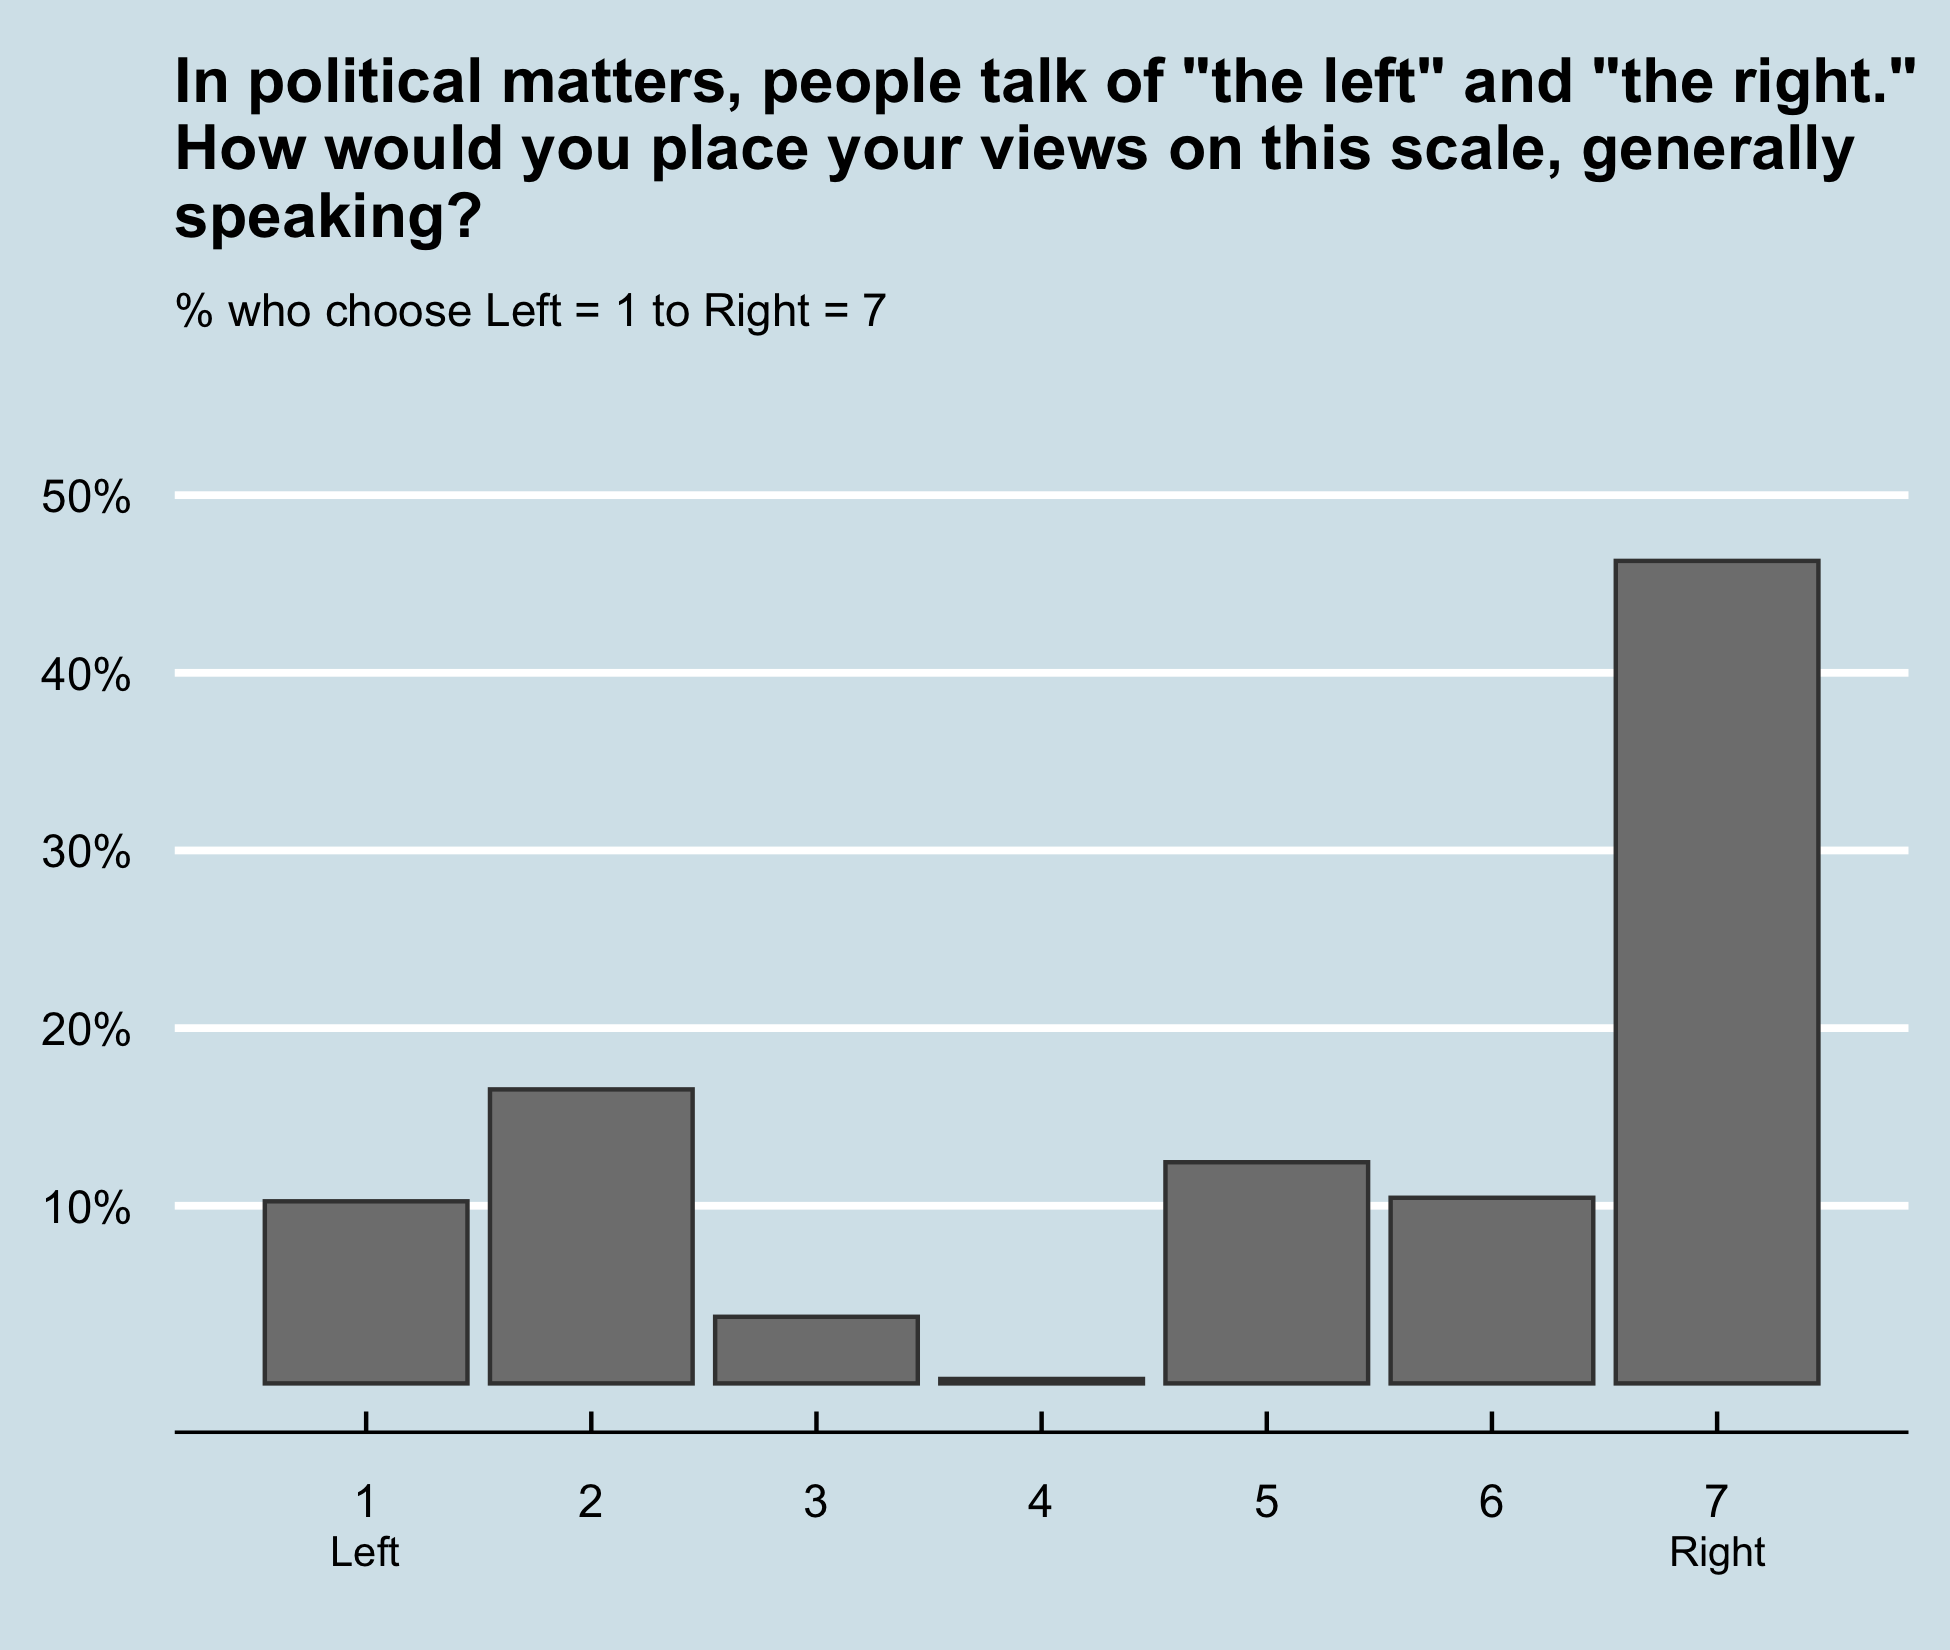 In political matters, people talk of "the left" and "the right."
How would you place your views on this scale, generally
speaking?
% who choose Left = 1 to Right = 7
50%
40%
30%
20%
10%
1 2 3 4 5 6 7
Left Right